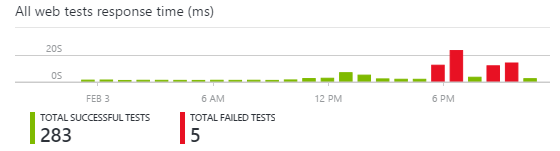 All web tests response time (ms)
20S
0S
FEB 3 6 AM 12 PM 6 PM
TOTAL SUCCESSFUL TESTS
283
TOTAL FAILED TESTS
5